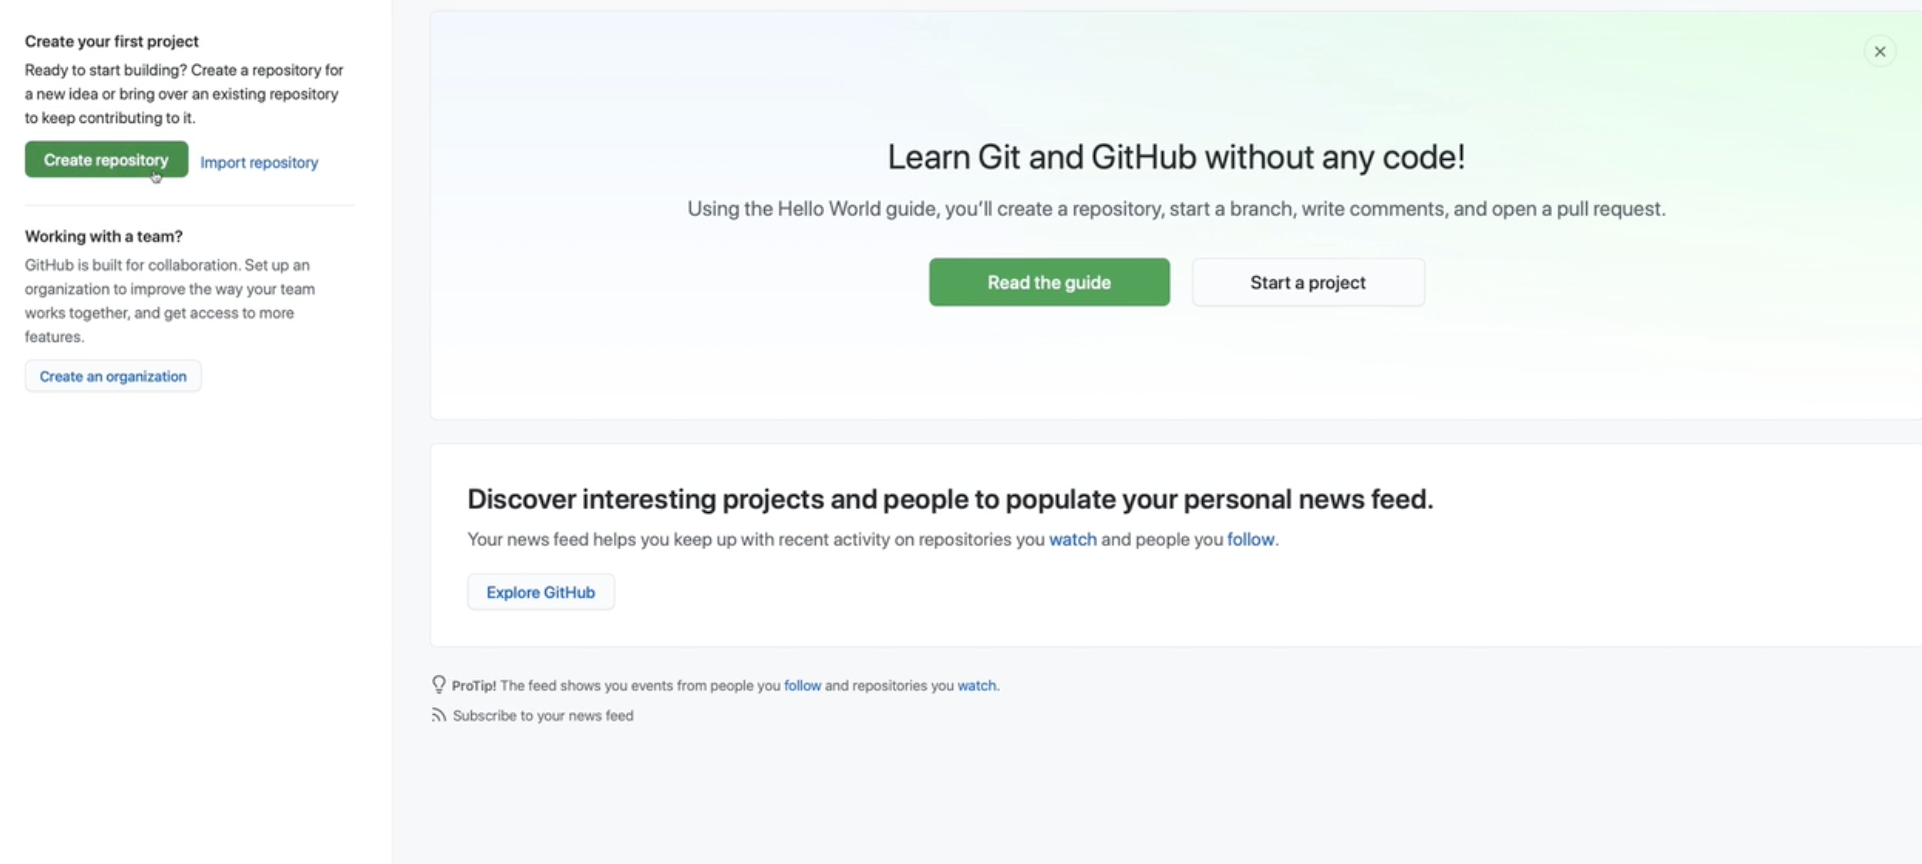 Create your first project
Ready to start building? Create a repository for
a new idea or bring over an existing repository
to keep contributing to it.
Create repository
Import repository
Working with a team?
GitHub is built for collaboration. Set up an
organization to improve the way your team
works together, and get access to more
features.
Create an organization
Learn Git and GitHub without any code!
Using the Hello World guide, you’ll create a repository, start a branch, write comments, and open a pull request.
Read the guide
Start a project
Discover interesting projects and people to populate your personal news feed.
Your news feed helps you keep up with recent activity on repositories you watch and people you follow.
Explore GitHub
ProTip! The feed shows you events from people you follow and repositories you watch.
Subscribe to your news feed